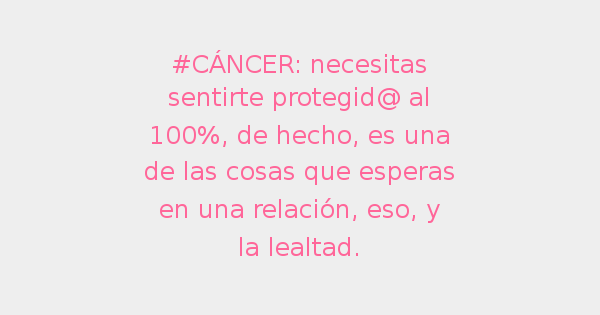 #CÁNCER: necesitas
sentirte protegid@ al
100%, de hecho, es una
de las cosas que esperas
en una relación, eso, y
la lealtad.